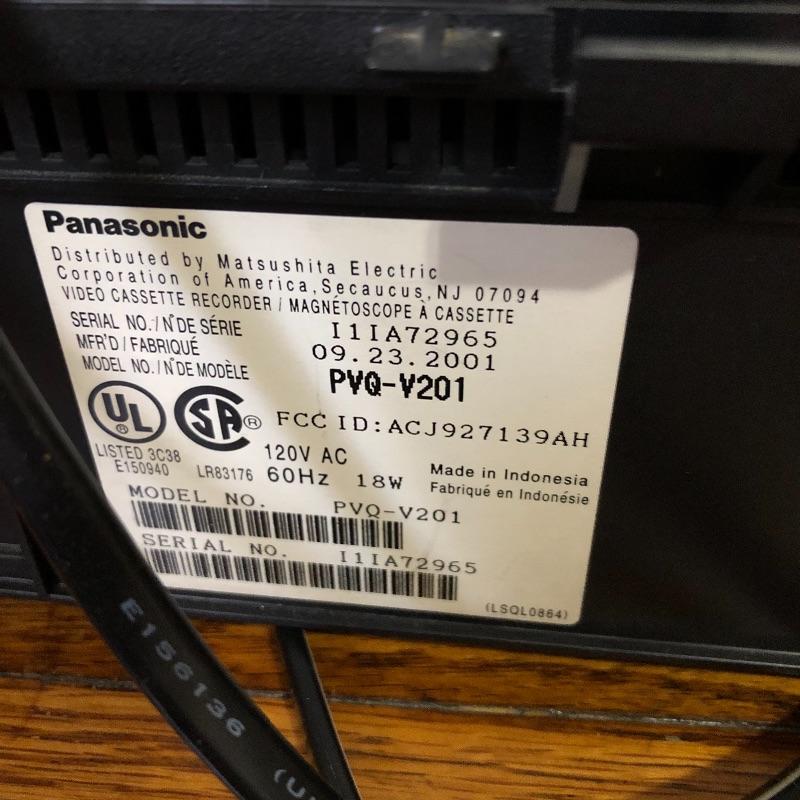 Panasonic
Distributed by Matsushita Electric
Corporation of America, Secaucus, NJ 07094
VIDEO CASSETTE RECORDER / MAGNÉTOSCOPE À CASSETTE
SERIAL NO./N° DE SÉRIE I1IA72965
MFR'D / FABRIQUÉ 09.23.2001
MODEL NO./N° DE MODÈLE PVQ-V201
UL ® SA ® FCC ID: ACJ927139AH
LISTED 3C38
E150940 LR83176
120V AC
60Hz 18W
Made in Indonesia
Fabriqué en Indonésie
MODEL NO. PVQ-V201
SERIAL NO. I1IA72965
(LSQL0864)
E156136
(U